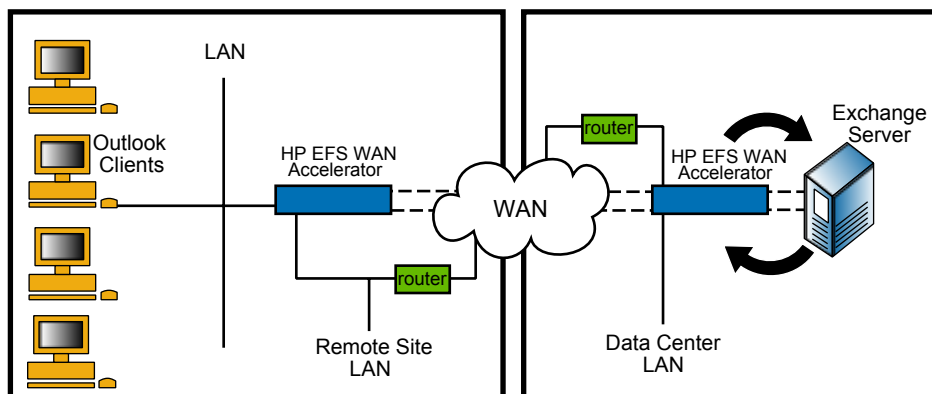 LAN
Outlook
Clients
HP EFS WAN
Accelerator
router
Remote Site
LAN
WAN
router
HP EFS WAN
Accelerator
Exchange
Server
Data Center
LAN